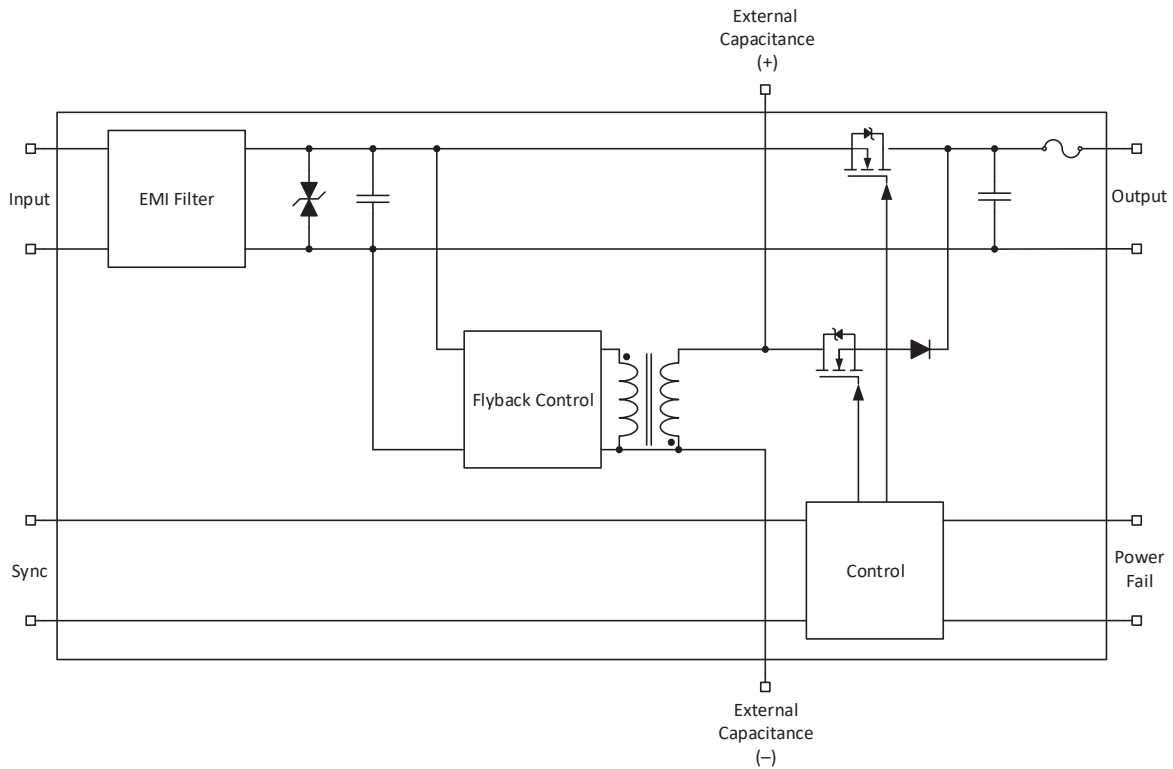 External
Capacitance
(+)
Input
EMI Filter
Output
Flyback Control
Sync
Control
Power
Fail
External
Capacitance
(–)